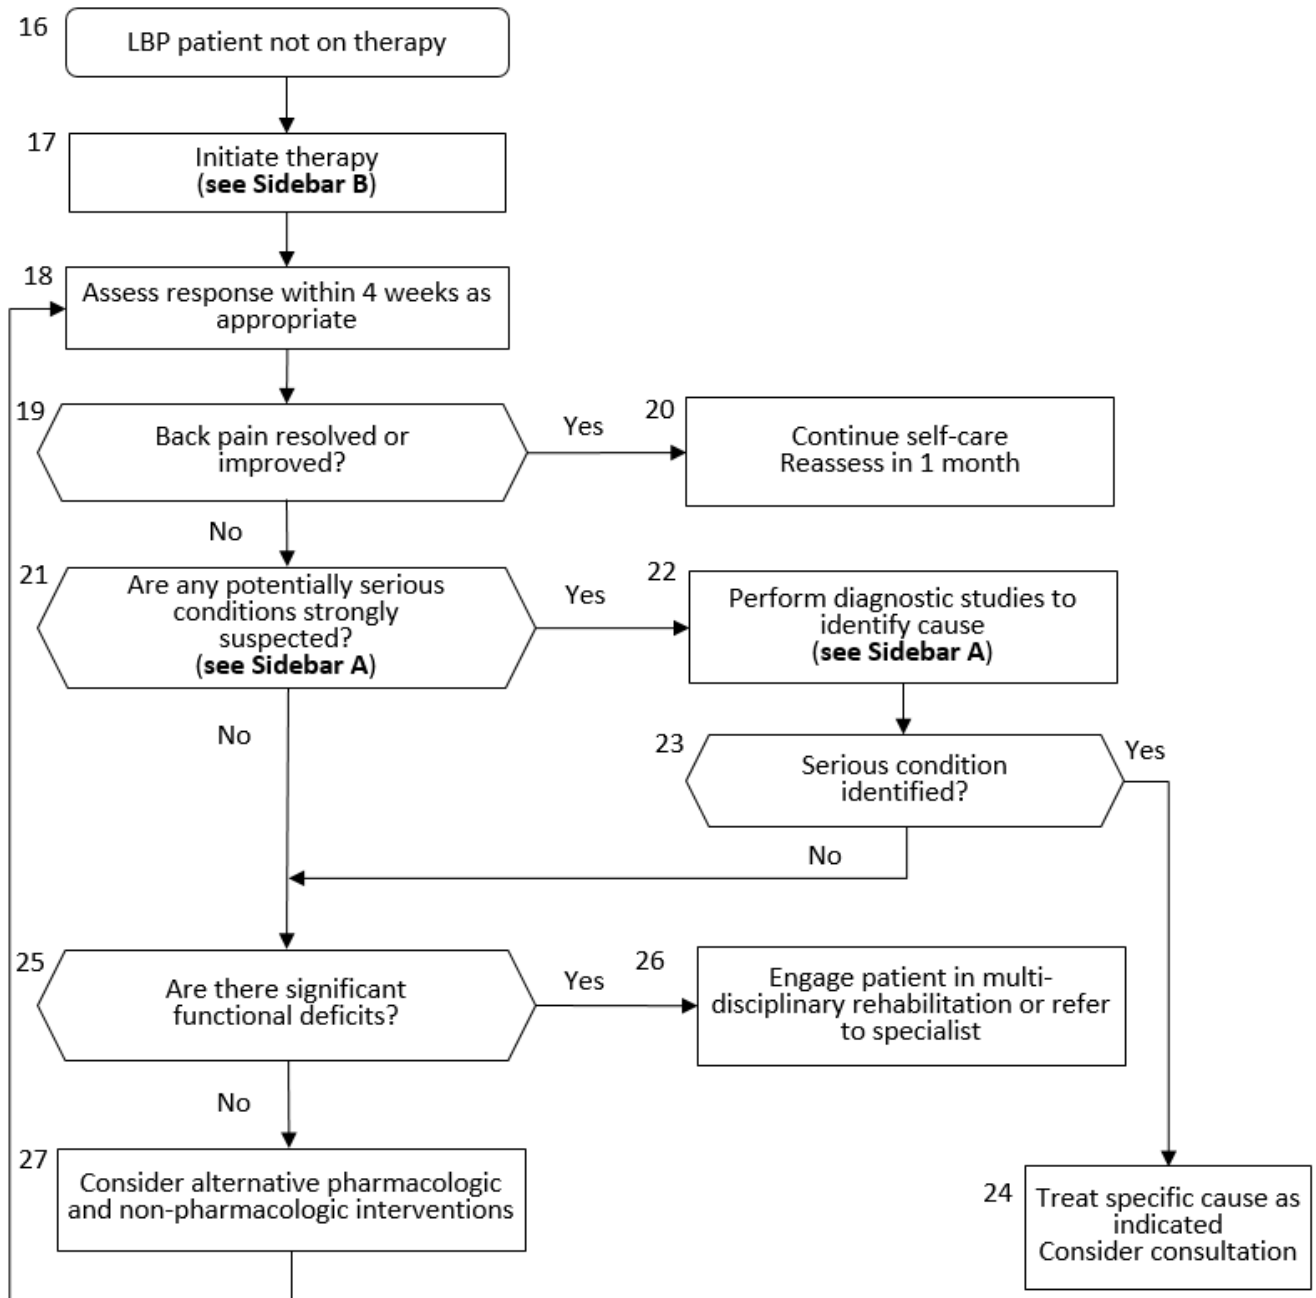 16
LBP patient not on therapy
17
Initiate therapy
(see Sidebar B)
18
Assess response within 4 weeks as
appropriate
19
Back pain resolved or
improved?
Yes
20
Continue self-care
Reassess in 1 month
No
21
Are any potentially serious
conditions strongly
suspected?
(see Sidebar A)
Yes
22
Perform diagnostic studies to
identify cause
(see Sidebar A)
No
23
Serious condition
identified?
Yes
No
25
Are there significant
functional deficits?
Yes
26
Engage patient in multi-
disciplinary rehabilitation or refer
to specialist
No
27
Consider alternative pharmacologic
and non-pharmacologic interventions
24
Treat specific cause as
indicated
Consider consultation